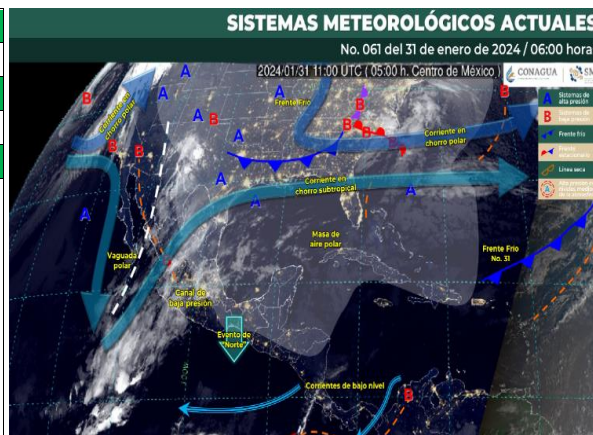 SISTEMAS METEOROLÓGICOS ACTUALES
No. 061 del 31 de enero de 2024 / 06:00 hora
2024/01/31 11:00 UTC ( 05:00 h. Centro de México )
CONAGUA
SM
A
Sistemas de
alta presión
B
Sistemas de
baja presión
Frente frío
Frente
estacionario
Línea seca
A
Corriente en
chorro polar
Frente Frío
Corriente en
chorro polar
Corriente en
chorro subtropical
Vaguada
polar
Masa de
aire polar
Frente Frío
No. 31
Canal de
baja presión
Evento de
Norte
Corrientes de bajo nivel
A
A
A
A
A
A
A
A
A
B
B
B
B
B
B
B
B
B